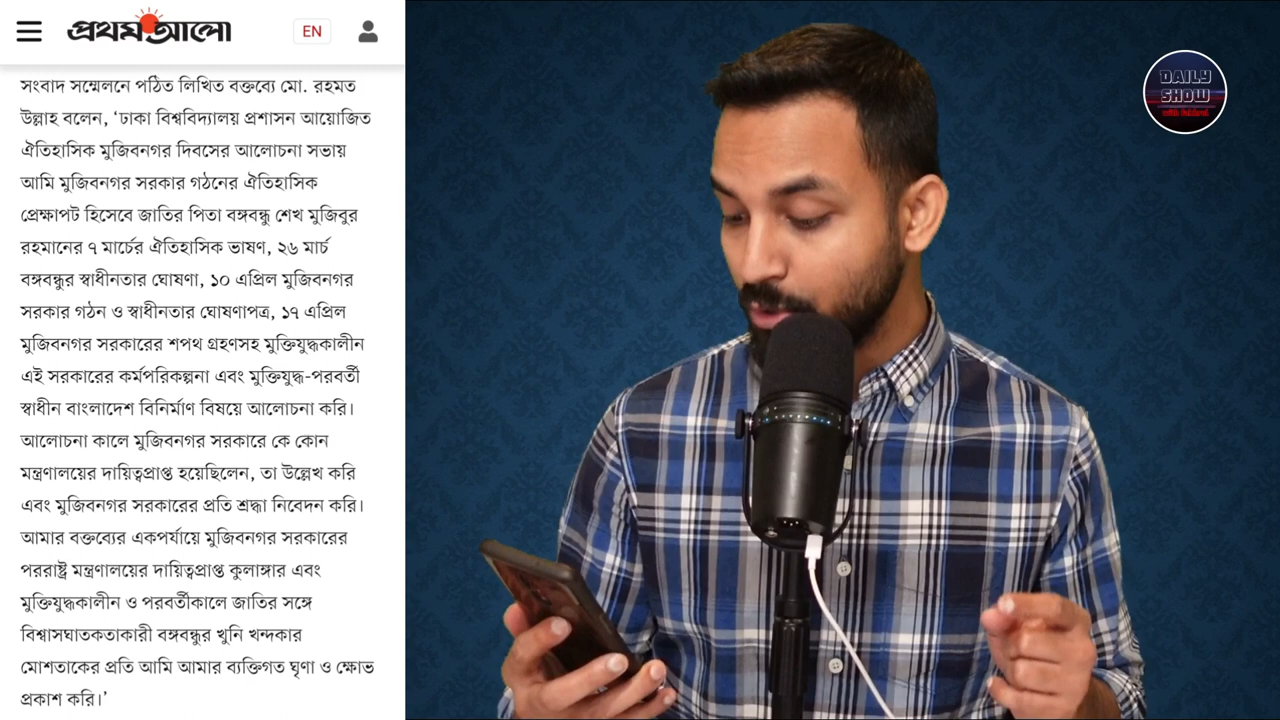 প্রথম আলো
EN
সংবাদ সম্মেলনে পঠিত লিখিত বক্তব্যে মো. রহমত
উল্লাহ বলেন, ‘ঢাকা বিশ্ববিদ্যালয় প্রশাসন আয়োজিত
ঐতিহাসিক মুজিবনগর দিবসের আলোচনা সভায়
আমি মুজিবনগর সরকার গঠনের ঐতিহাসিক
প্রেক্ষাপট হিসেবে জাতির পিতা বঙ্গবন্ধু শেখ মুজিবুর
রহমানের ৭ মার্চের ঐতিহাসিক ভাষণ, ২৬ মার্চ
বঙ্গবন্ধুর স্বাধীনতার ঘোষণা, ১০ এপ্রিল মুজিবনগর
সরকার গঠন ও স্বাধীনতার ঘোষণাপত্র, ১৭ এপ্রিল
মুজিবনগর সরকারের শপথ গ্রহণসহ মুক্তিযুদ্ধকালীন
এই সরকারের কর্মপরিকল্পনা এবং মুক্তিযুদ্ধ-পরবর্তী
স্বাধীন বাংলাদেশ বিনির্মাণ বিষয়ে আলোচনা করি।
আলোচনা কালে মুজিবনগর সরকারে কে কোন
মন্ত্রণালয়ের দায়িত্বপ্রাপ্ত হয়েছিলেন, তা উল্লেখ করি
এবং মুজিবনগর সরকারের প্রতি শ্রদ্ধা নিবেদন করি।
আমার বক্তব্যের একপর্যায়ে মুজিবনগর সরকারের
পররাষ্ট্র মন্ত্রণালয়ের দায়িত্বপ্রাপ্ত কুলাঙ্গার এবং
মুক্তিযুদ্ধকালীন ও পরবর্তীকালে জাতির সঙ্গে
বিশ্বাসঘাতকতাকারী বঙ্গবন্ধুর খুনি খন্দকার
মোশতাকের প্রতি আমি আমার ব্যক্তিগত ঘৃণা ও ক্ষোভ
প্রকাশ করি।’
DAILY
SHOW